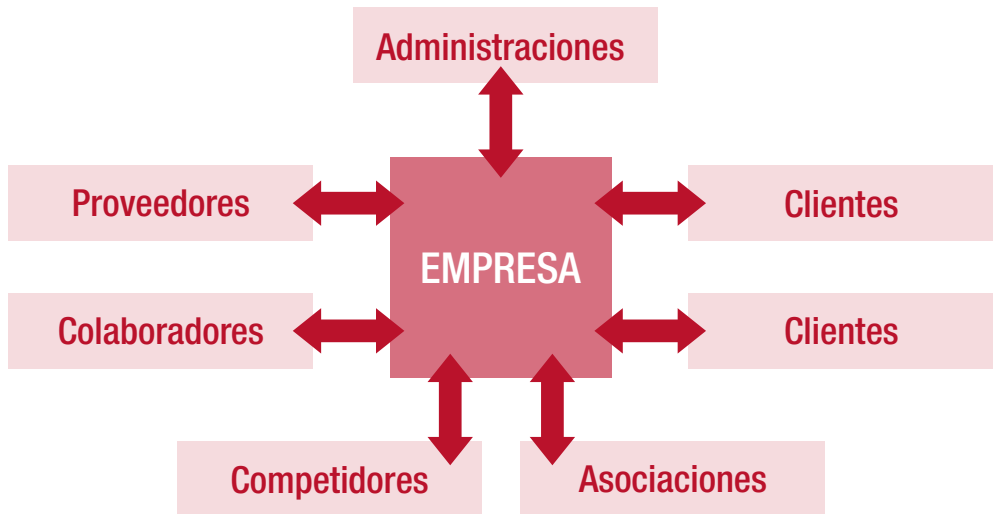 Administraciones
Proveedores
Clientes
EMPRESA
Colaboradores
Clientes
Competidores
Asociaciones